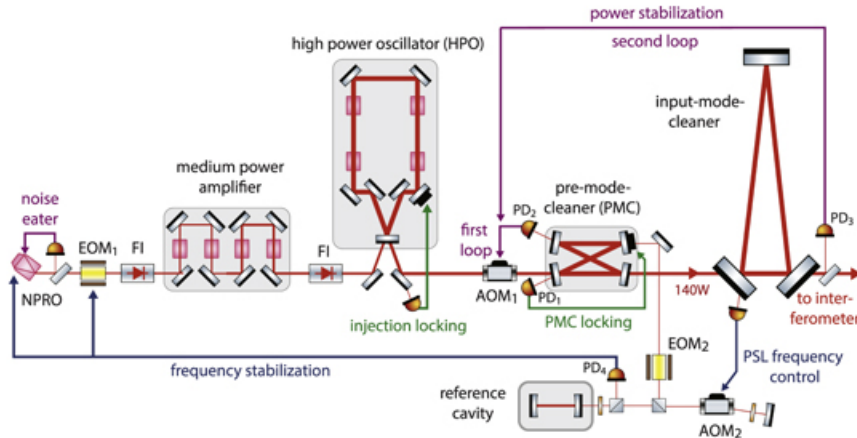 power stabilization
second loop
high power oscillator (HPO)
input-mode-
cleaner
medium power
amplifier
pre-mode-
cleaner (PMC)
noise
eater
EOM1
FI
FI
first
loop
PD2
PD3
NPRO
AOM1
PD1
140W
to inter-
ferometer
injection locking
PMC locking
EOM2
frequency stabilization
PD4
PSL frequency
control
reference
cavity
AOM2